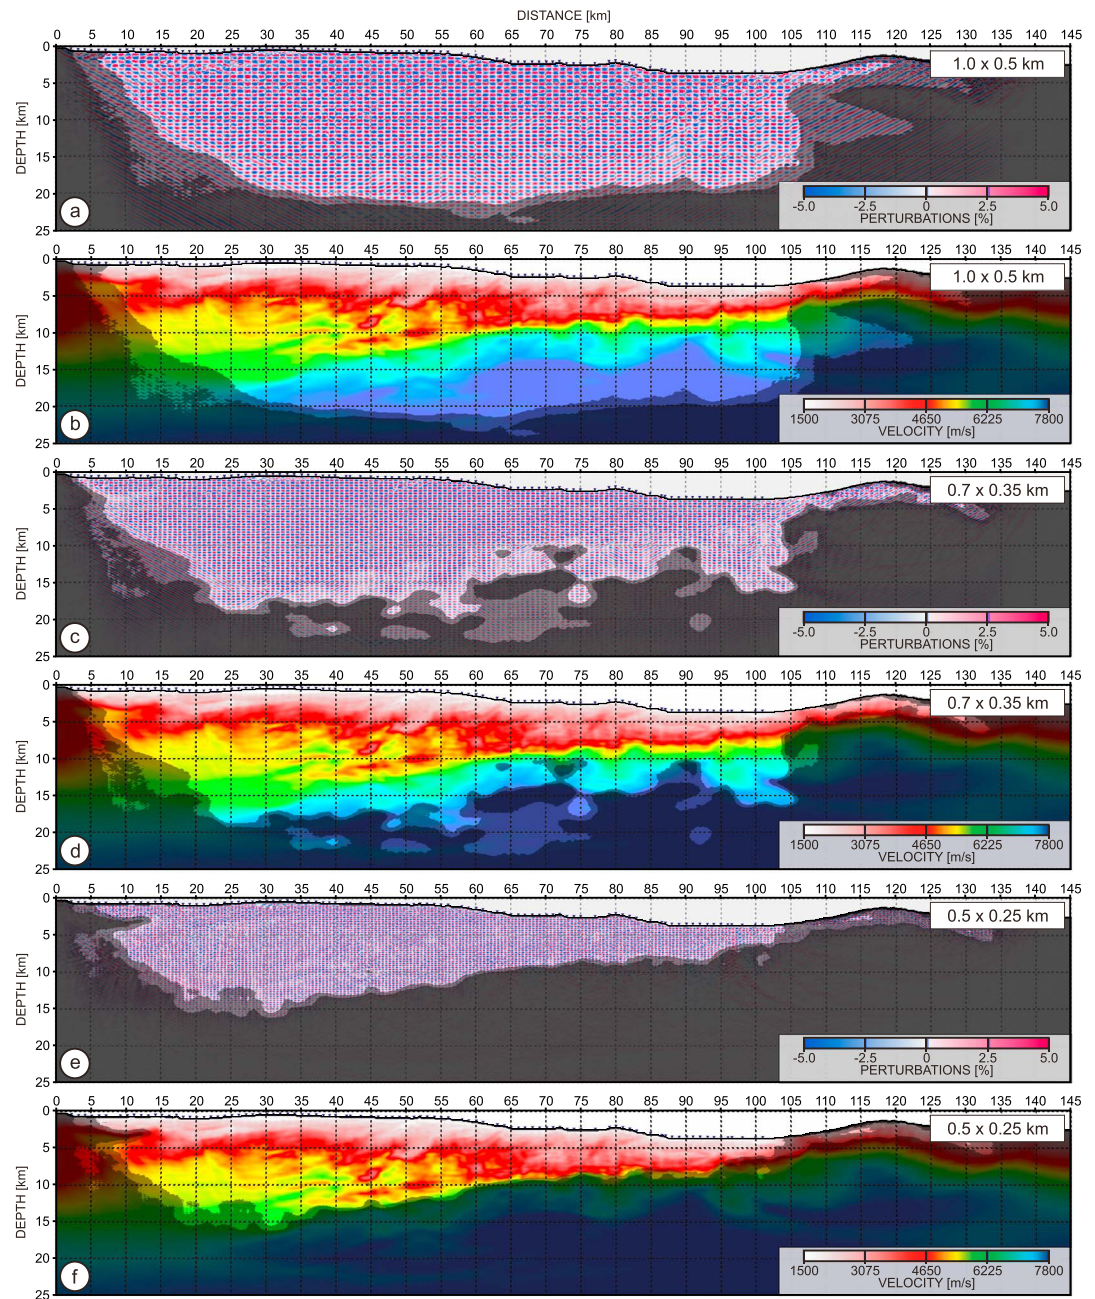 DISTANCE [km]
0 5 10 15 20 25 30 35 40 45 50 55 60 65 70 75 80 85 90 95 100 105 110 115 120 125 130 135 140 145
0
5
10
15
20
25
DEPTH [km]
1.0 x 0.5 km
a
-5.0 -2.5 0 2.5 5.0
PERTURBATIONS [%]
0 5 10 15 20 25 30 35 40 45 50 55 60 65 70 75 80 85 90 95 100 105 110 115 120 125 130 135 140 145
0
5
10
15
20
25
DEPTH [km]
1.0 x 0.5 km
b
1500 3075 4650 6225 7800
VELOCITY [m/s]
0 5 10 15 20 25 30 35 40 45 50 55 60 65 70 75 80 85 90 95 100 105 110 115 120 125 130 135 140 145
0
5
10
15
20
25
DEPTH [km]
0.7 x 0.35 km
c
-5.0 -2.5 0 2.5 5.0
PERTURBATIONS [%]
0 5 10 15 20 25 30 35 40 45 50 55 60 65 70 75 80 85 90 95 100 105 110 115 120 125 130 135 140 145
0
5
10
15
20
25
DEPTH [km]
0.7 x 0.35 km
d
1500 3075 4650 6225 7800
VELOCITY [m/s]
0 5 10 15 20 25 30 35 40 45 50 55 60 65 70 75 80 85 90 95 100 105 110 115 120 125 130 135 140 145
0
5
10
15
20
25
DEPTH [km]
0.5 x 0.25 km
e
-5.0 -2.5 0 2.5 5.0
PERTURBATIONS [%]
0 5 10 15 20 25 30 35 40 45 50 55 60 65 70 75 80 85 90 95 100 105 110 115 120 125 130 135 140 145
0
5
10
15
20
25
DEPTH [km]
0.5 x 0.25 km
f
1500 3075 4650 6225 7800
VELOCITY [m/s]